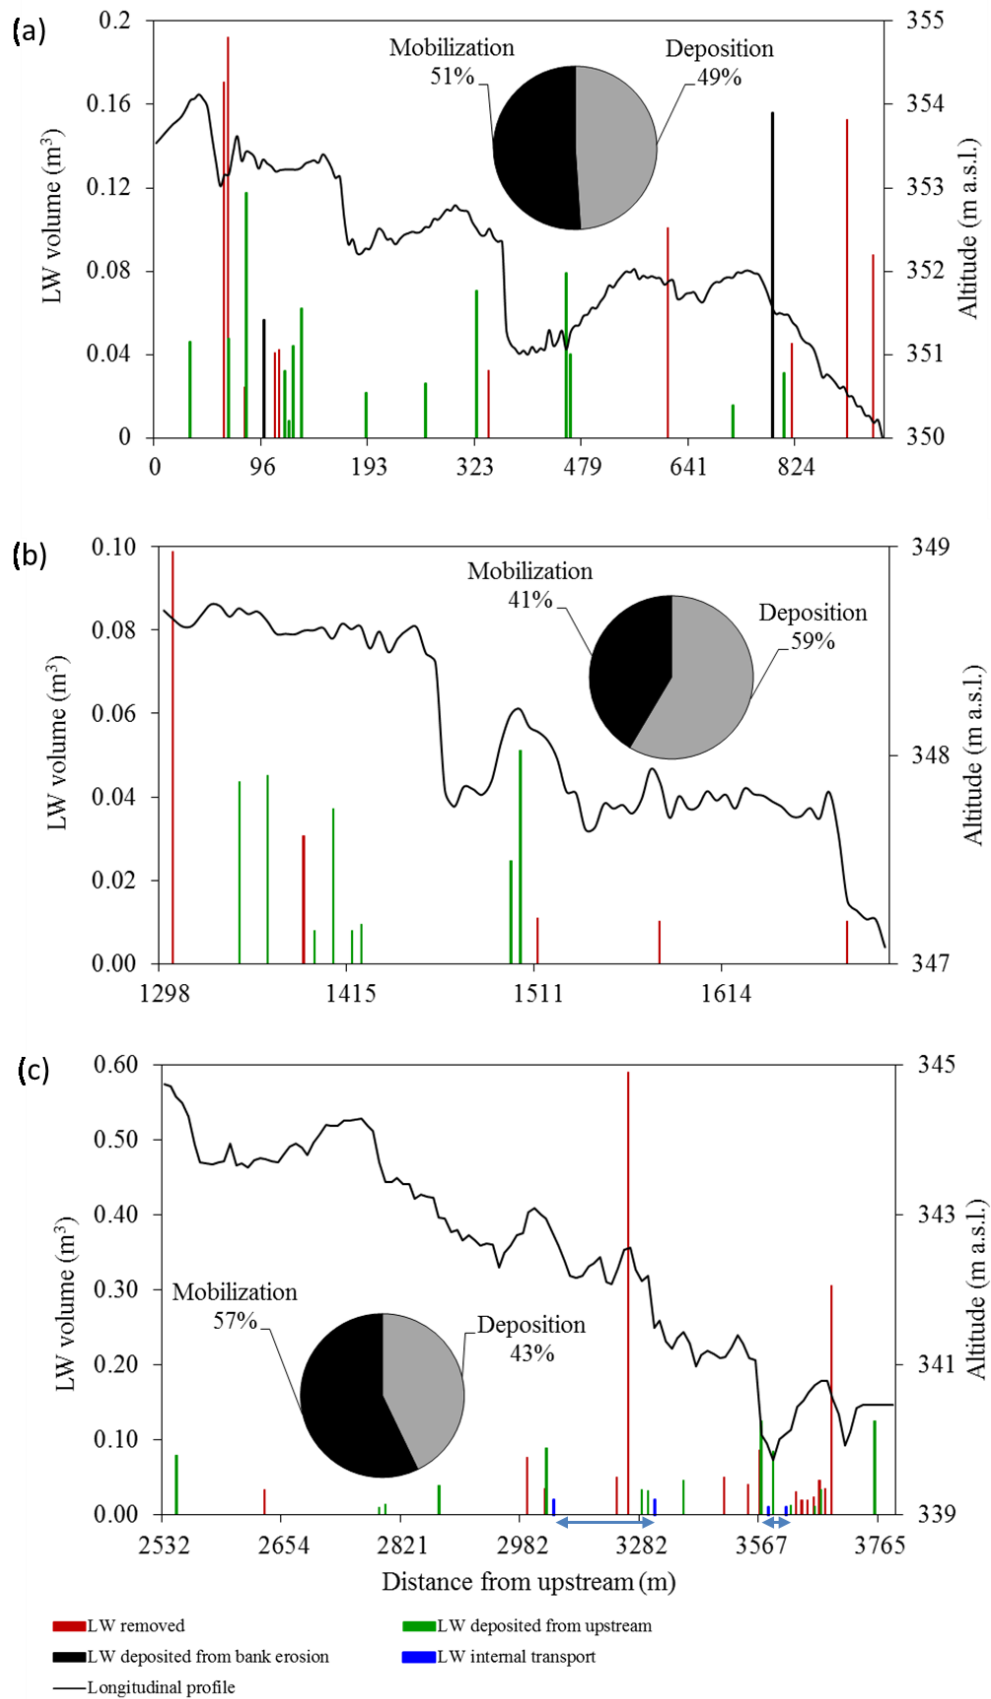 (a)
0.2
0.16
0.12
0.08
0.04
0
LW volume (m³)
Mobilization
51%
Deposition
49%
355
354
353
352
351
350
Altitude (m a.s.l.)
0 96 193 323 479 641 824
(b)
0.10
0.08
0.06
0.04
0.02
0.00
LW volume (m³)
Mobilization
41%
Deposition
59%
349
348
347
Altitude (m a.s.l.)
1298 1415 1511 1614
(c)
0.60
0.50
0.40
0.30
0.20
0.10
0.00
LW volume (m³)
Mobilization
57%
Deposition
43%
345
343
341
339
Altitude (m a.s.l.)
2532 2654 2821 2982 3282 3567 3765
Distance from upstream (m)
LW removed
LW deposited from upstream
LW deposited from bank erosion
LW internal transport
Longitudinal profile